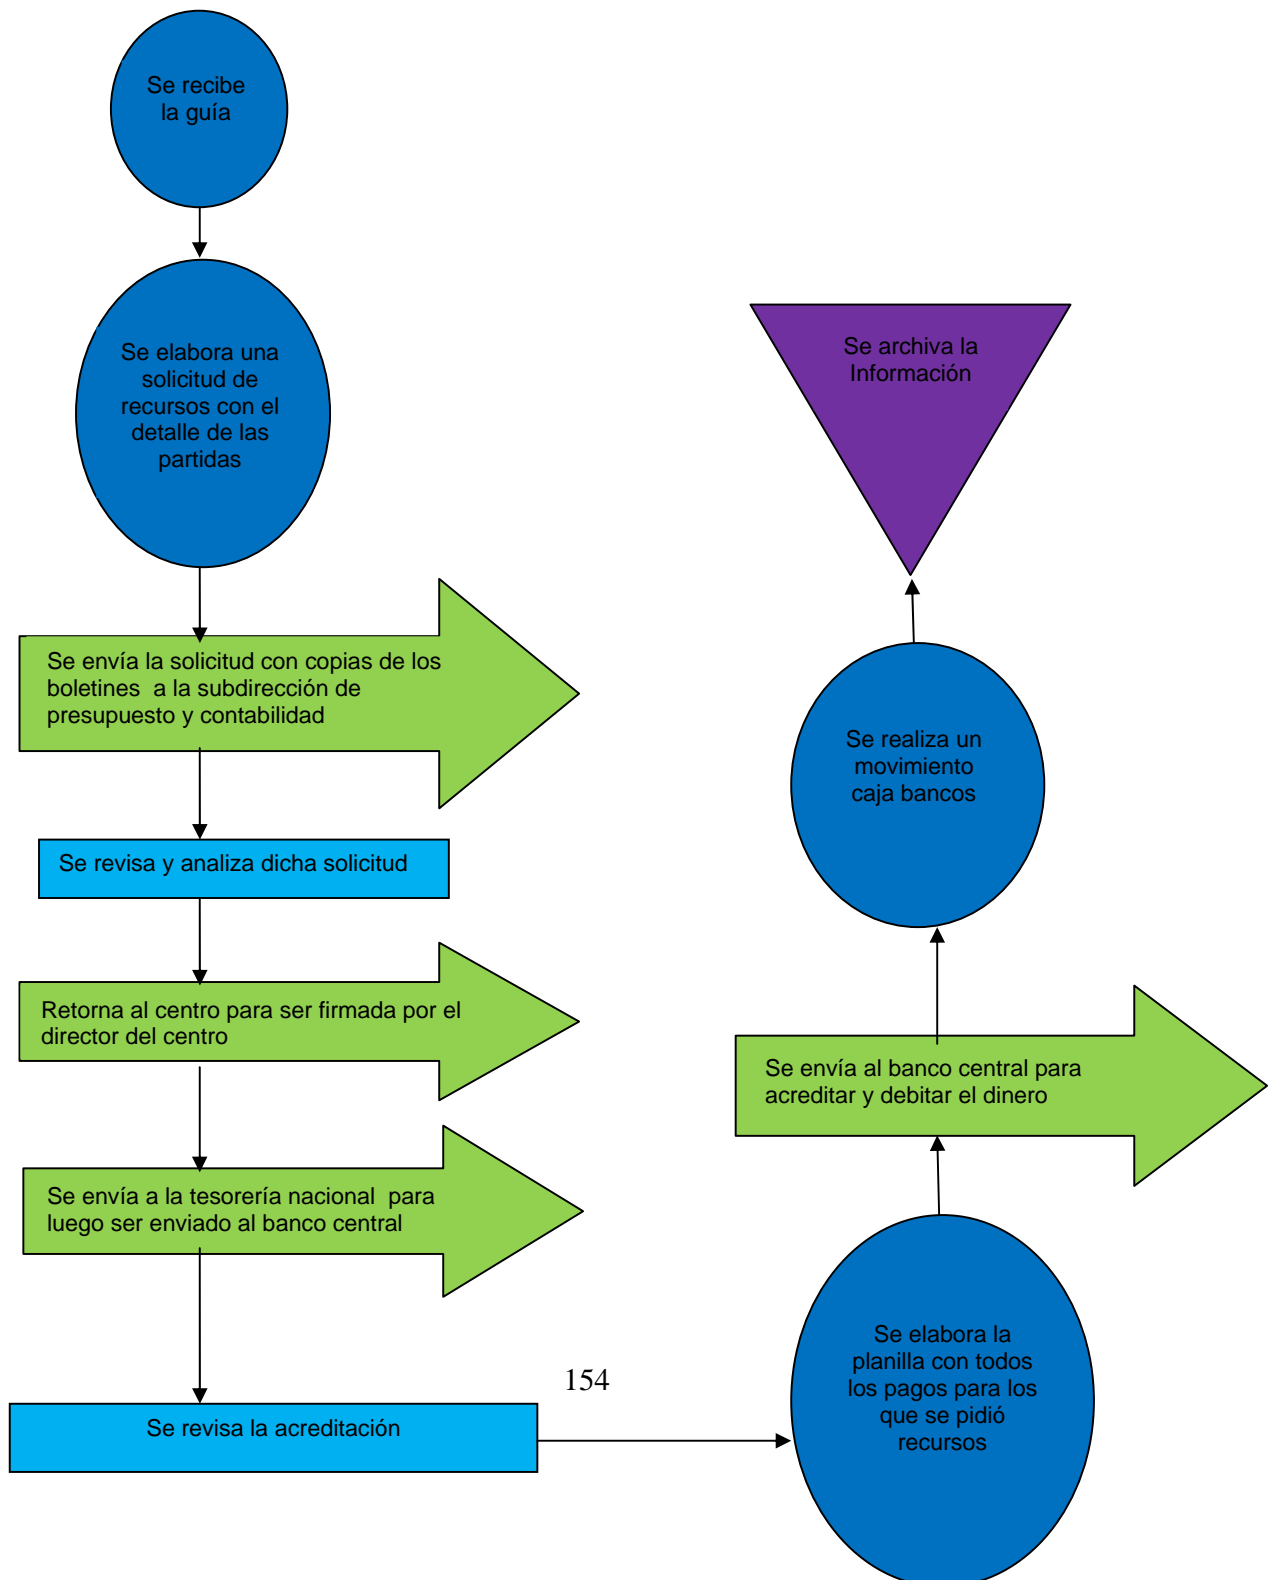 Se recibe
la guía
Se elabora una
solicitud de
recursos con el
detalle de las
partidas
Se envía la solicitud con copias de los
boletines  a la subdirección de
presupuesto y contabilidad
Se revisa y analiza dicha solicitud
Retorna al centro para ser firmada por el
director del centro
Se envía a la tesorería nacional  para
luego ser enviado al banco central
Se revisa la acreditación
154
Se elabora la
planilla con todos
los pagos para los
que se pidió
recursos
Se envía al banco central para
acreditar y debitar el dinero
Se realiza un
movimiento
caja bancos
Se archiva la
Información